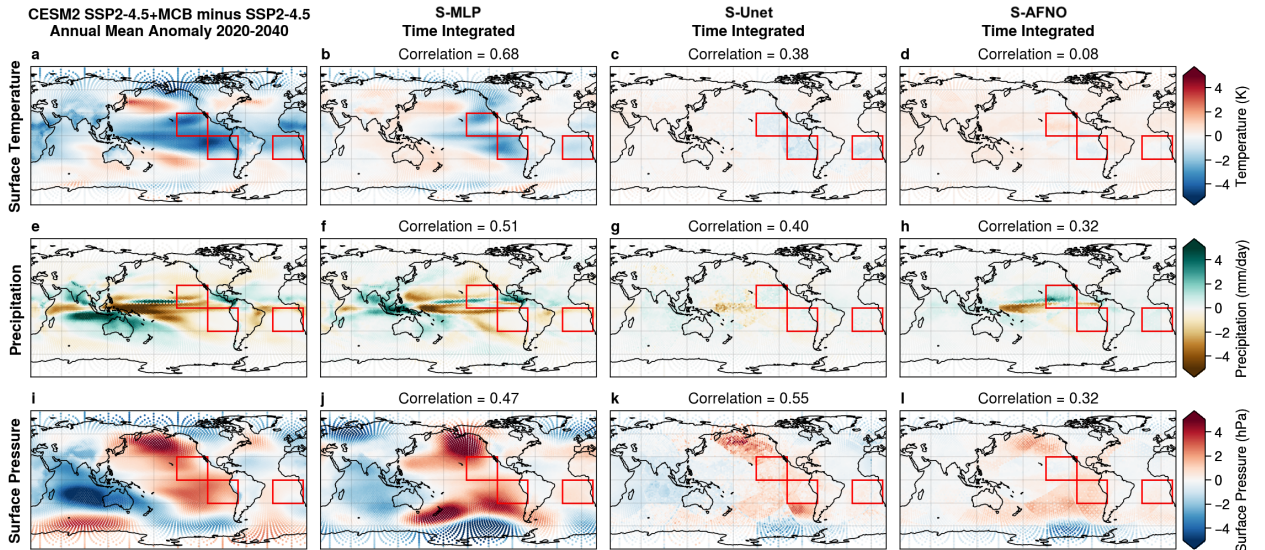 CESM2 SSP2-4.5+MCB minus SSP2-4.5
Annual Mean Anomaly 2020-2040
S-MLP
Time Integrated
S-Unet
Time Integrated
S-AFNO
Time Integrated
Surface Temperature
a
b
Correlation = 0.68
c
Correlation = 0.38
d
Correlation = 0.08
4
2
0
−2
−4
Temperature (K)
Precipitation
e
f
Correlation = 0.51
g
Correlation = 0.40
h
Correlation = 0.32
4
2
0
−2
−4
Precipitation (mm/day)
Surface Pressure
i
j
Correlation = 0.47
k
Correlation = 0.55
l
Correlation = 0.32
4
2
0
−2
−4
Surface Pressure (hPa)